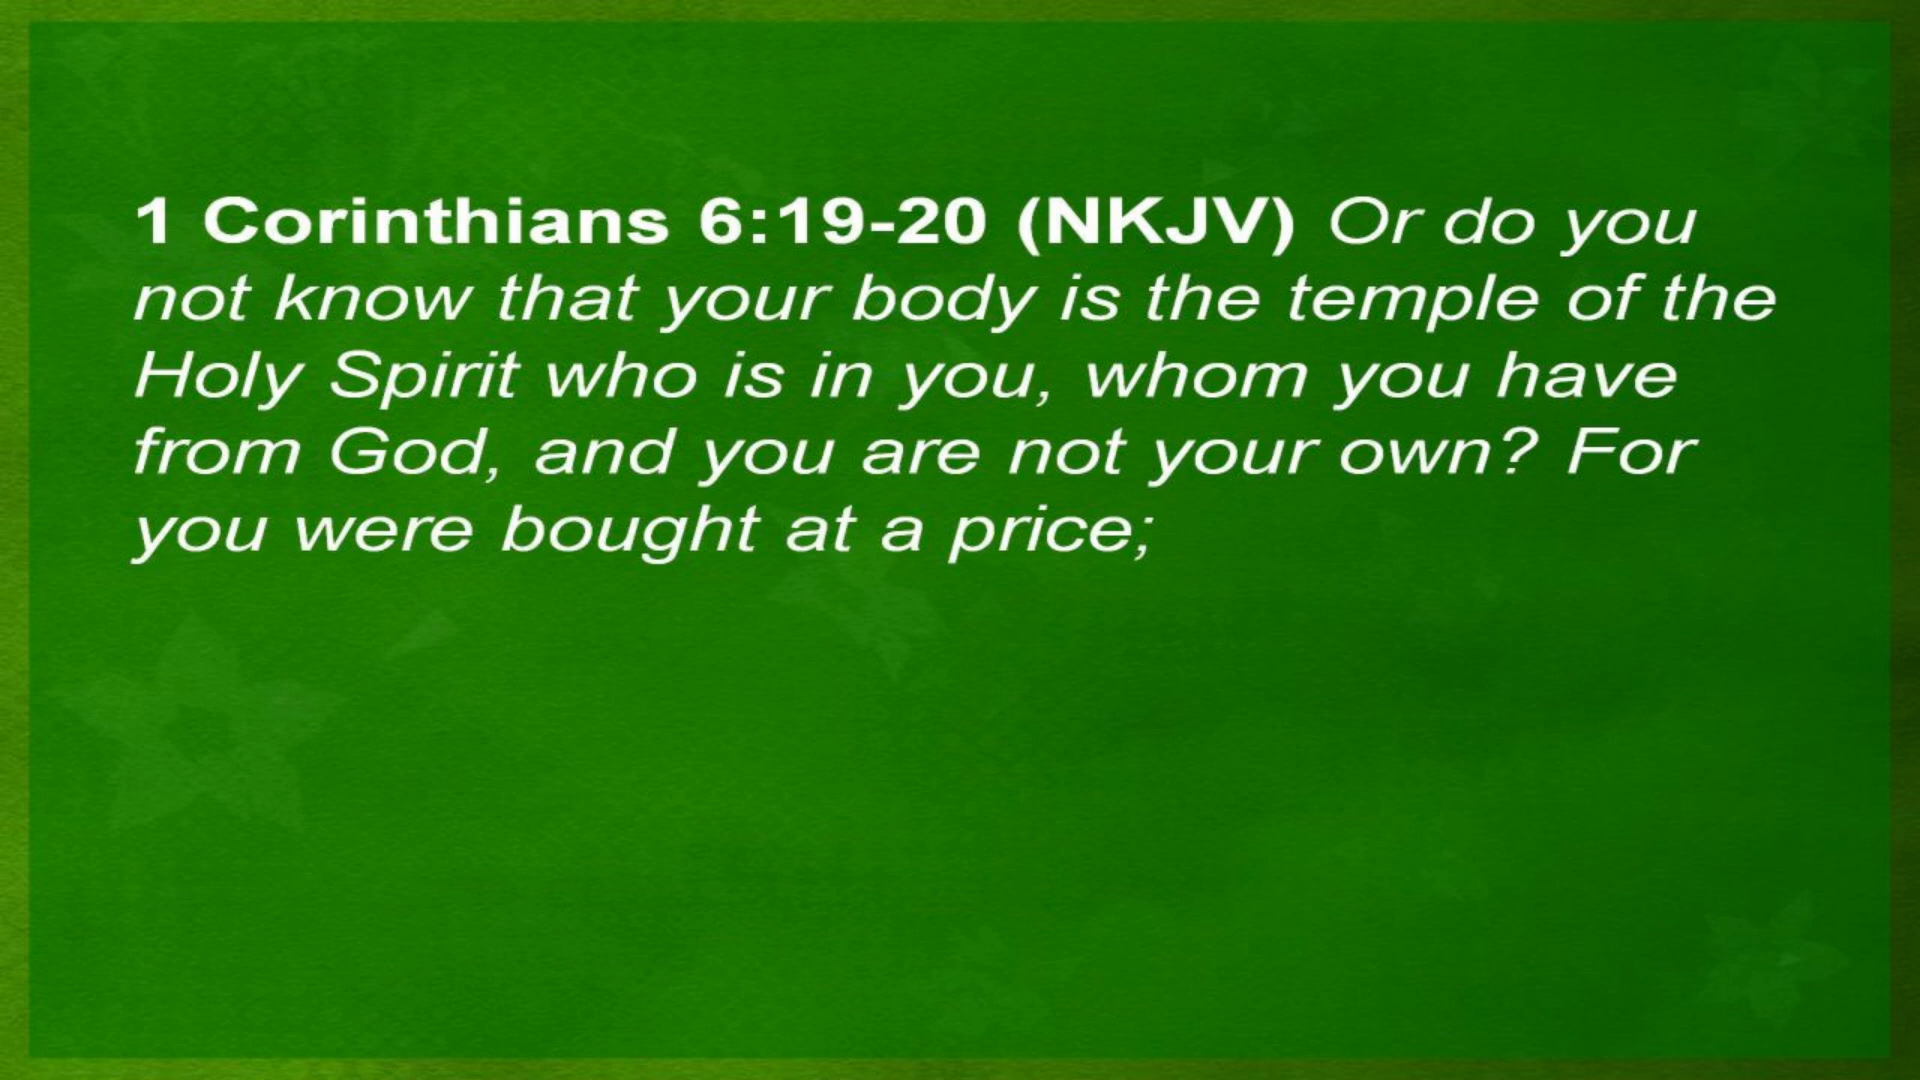 1 Corinthians 6:19-20 (NKJV) Or do you
not know that your body is the temple of the
Holy Spirit who is in you, whom you have
from God, and you are not your own? For
you were bought at a price;